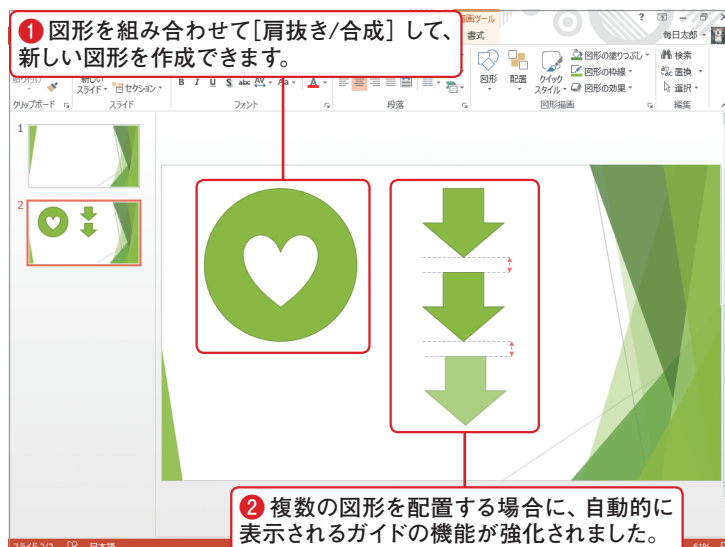 ❶ 図形を組み合わせて[肩抜き/合成] して、
新しい図形を作成できます。
描画ツール
書式
?
毎日太郎
新しい
スライド
セクション
B I U S abc AV Aa A
図形
配置
クイック
スタイル
図形の塗りつぶし
図形の枠線
図形の効果
検索
置換
選択
クリップボード
スライド
フォント
段落
図形描画
編集
1
2
❷ 複数の図形を配置する場合に、自動的に
表示されるガイドの機能が強化されました。